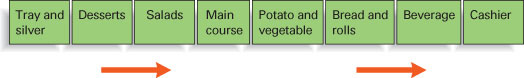 Tray and
silver
Desserts
Salads
Main
course
Potato and
vegetable
Bread and
rolls
Beverage
Cashier